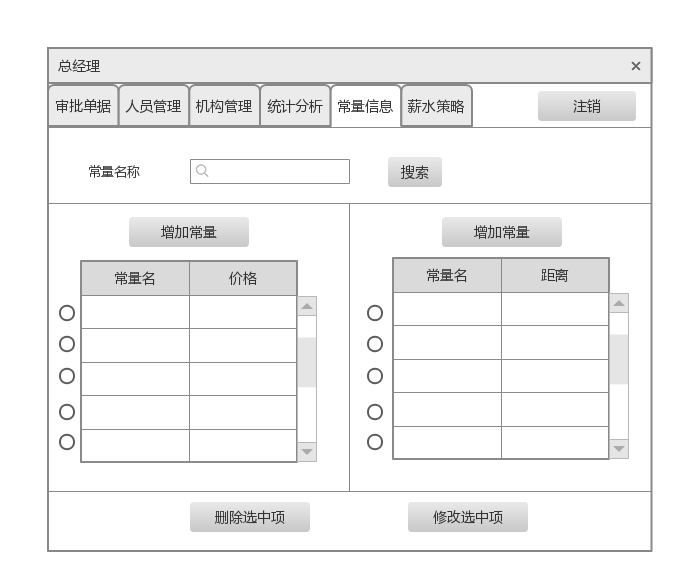 总经理
审批单据 人员管理 机构管理 统计分析 常量信息 薪水策略 注销
常量名称 搜索
增加常量 增加常量
常量名 价格 常量名 距离
删除选中项 修改选中项